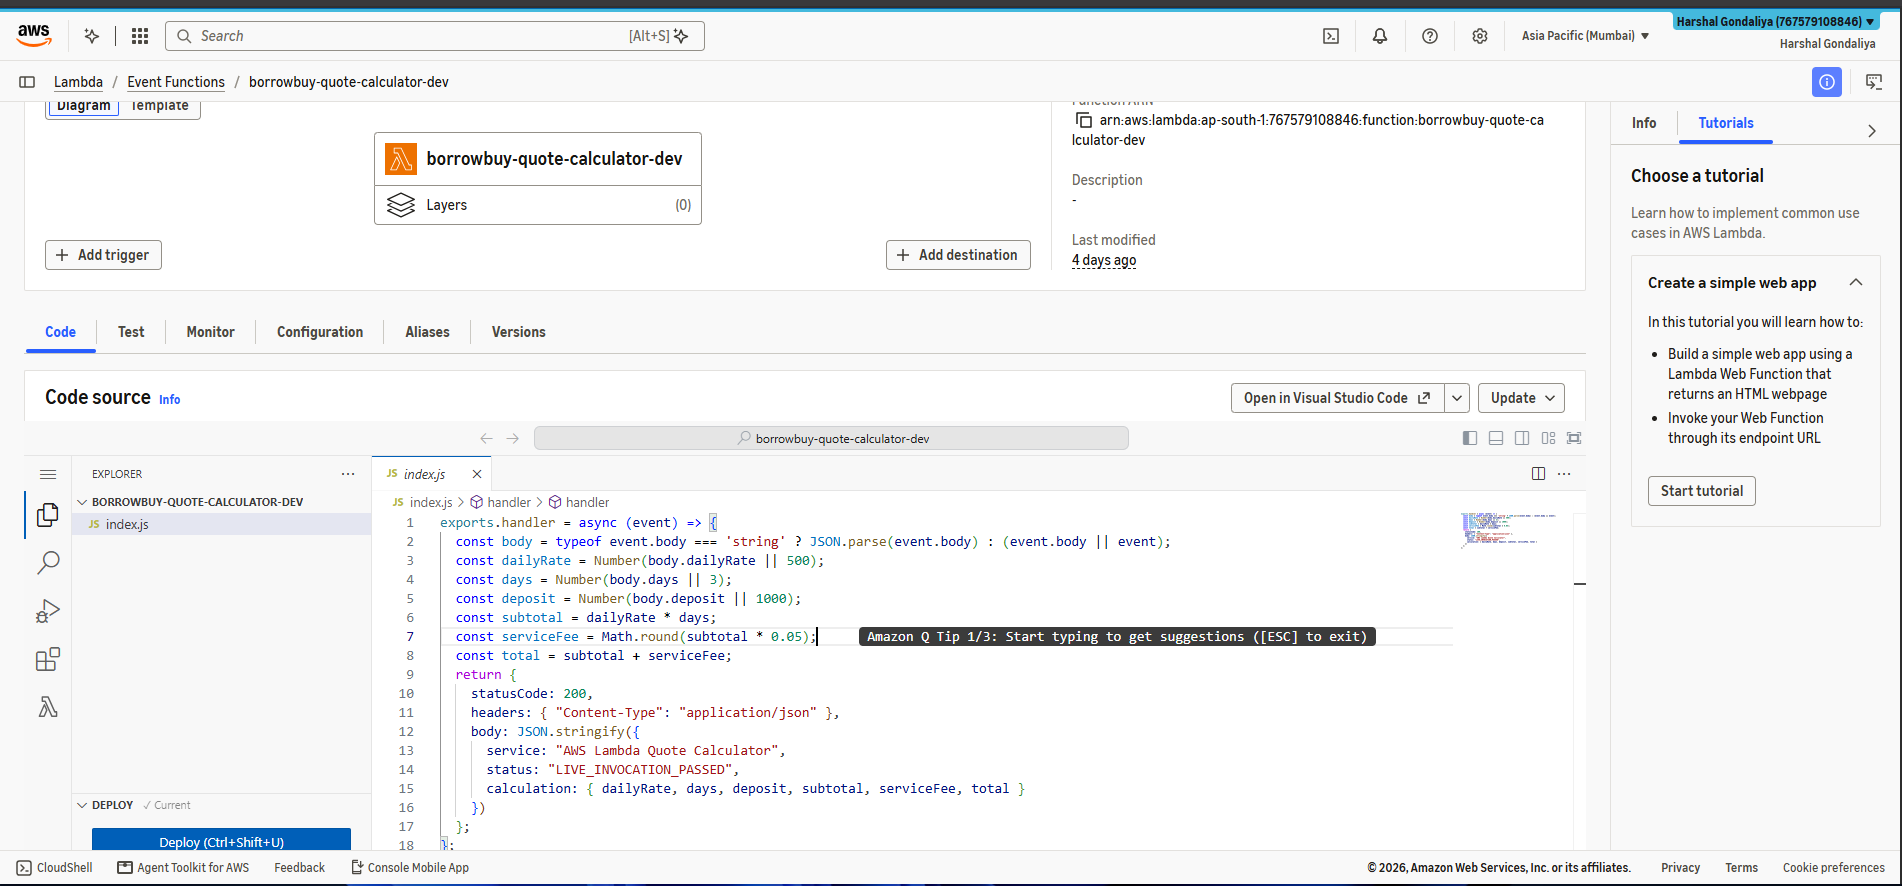 aws
Search
[Alt+S]
Asia Pacific (Mumbai)
Harshal Gondaliya (767579108846)
Harshal Gondaliya
Lambda / Event Functions / borrowbuy-quote-calculator-dev
Diagram
Template
borrowbuy-quote-calculator-dev
Layers
(0)
+ Add trigger
+ Add destination
Function ARN
arn:aws:lambda:ap-south-1:767579108846:function:borrowbuy-quote-ca
lculator-dev
Description
-
Last modified
4 days ago
Code
Test
Monitor
Configuration
Aliases
Versions
Code source Info
Open in Visual Studio Code
Update
borrowbuy-quote-calculator-dev
EXPLORER
BORROWBUY-QUOTE-CALCULATOR-DEV
JS index.js
DEPLOY ✓ Current
Deploy (Ctrl+Shift+U)
JS index.js
JS index.js > handler > handler
1 exports.handler = async (event) => {
2 const body = typeof event.body === 'string' ? JSON.parse(event.body) : (event.body || event);
3 const dailyRate = Number(body.dailyRate || 500);
4 const days = Number(body.days || 3);
5 const deposit = Number(body.deposit || 1000);
6 const subtotal = dailyRate * days;
7 const serviceFee = Math.round(subtotal * 0.05);
Amazon Q Tip 1/3: Start typing to get suggestions ([ESC] to exit)
8 const total = subtotal + serviceFee;
9 return {
10 statusCode: 200,
11 headers: { "Content-Type": "application/json" },
12 body: JSON.stringify({
13 service: "AWS Lambda Quote Calculator",
14 status: "LIVE_INVOCATION_PASSED",
15 calculation: { dailyRate, days, deposit, subtotal, serviceFee, total }
16 })
17 };
18 };
Info
Tutorials
Choose a tutorial
Learn how to implement common use
cases in AWS Lambda.
Create a simple web app
In this tutorial you will learn how to:
• Build a simple web app using a
Lambda Web Function that
returns an HTML webpage
• Invoke your Web Function
through its endpoint URL
Start tutorial
CloudShell
Agent Toolkit for AWS
Feedback
Console Mobile App
© 2026, Amazon Web Services, Inc. or its affiliates.
Privacy
Terms
Cookie preferences